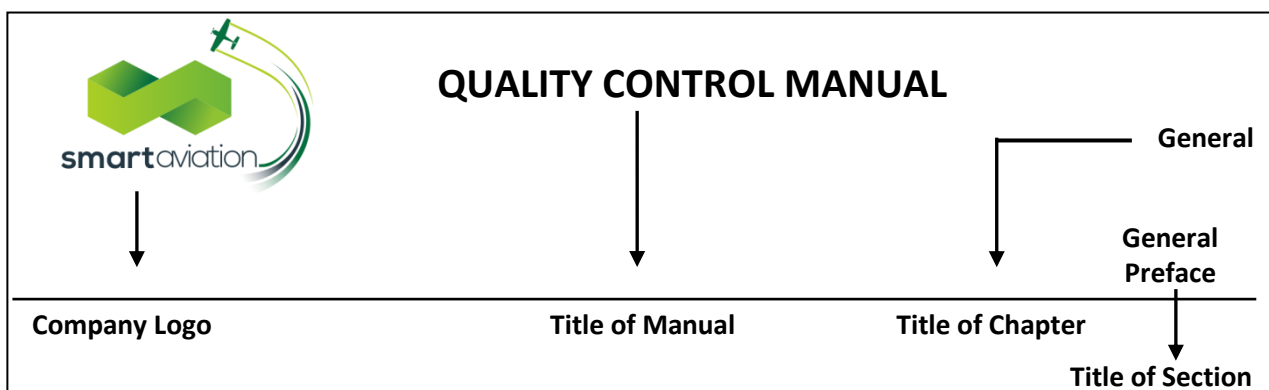 QUALITY CONTROL MANUAL
smartaviation
General
General
Preface
Company Logo
Title of Manual
Title of Chapter
Title of Section